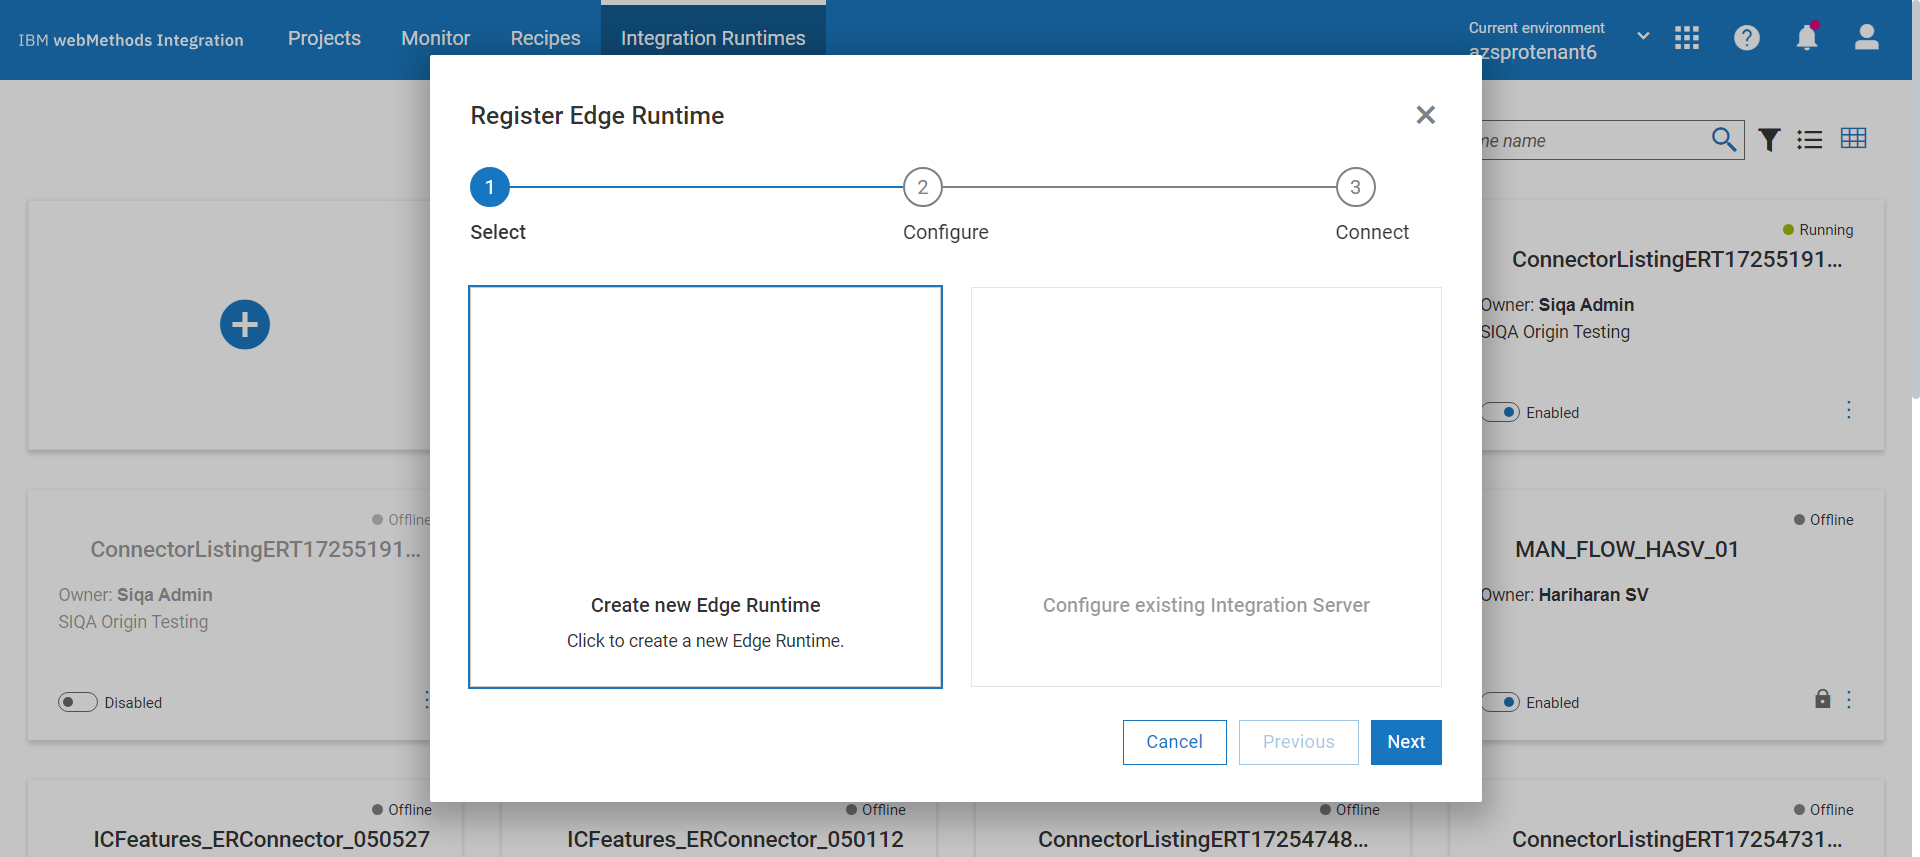 IBM webMethods Integration
Projects
Monitor
Recipes
Integration Runtimes
Current environment
azsprotenant6
Register Edge Runtime
me name
1
2
3
Select
Configure
Connect
Running
ConnectorListingERT17255191...
Owner: Siqa Admin
SIQA Origin Testing
Enabled
Create new Edge Runtime
Click to create a new Edge Runtime.
Configure existing Integration Server
Offline
ConnectorListingERT17255191...
Owner: Siqa Admin
SIQA Origin Testing
Disabled
Offline
MAN_FLOW_HASV_01
Owner: Hariharan SV
Enabled
Cancel
Previous
Next
Offline
ICFeatures_ERConnector_050527
Offline
ICFeatures_ERConnector_050112
Offline
ConnectorListingERT17254748...
Offline
ConnectorListingERT17254731...